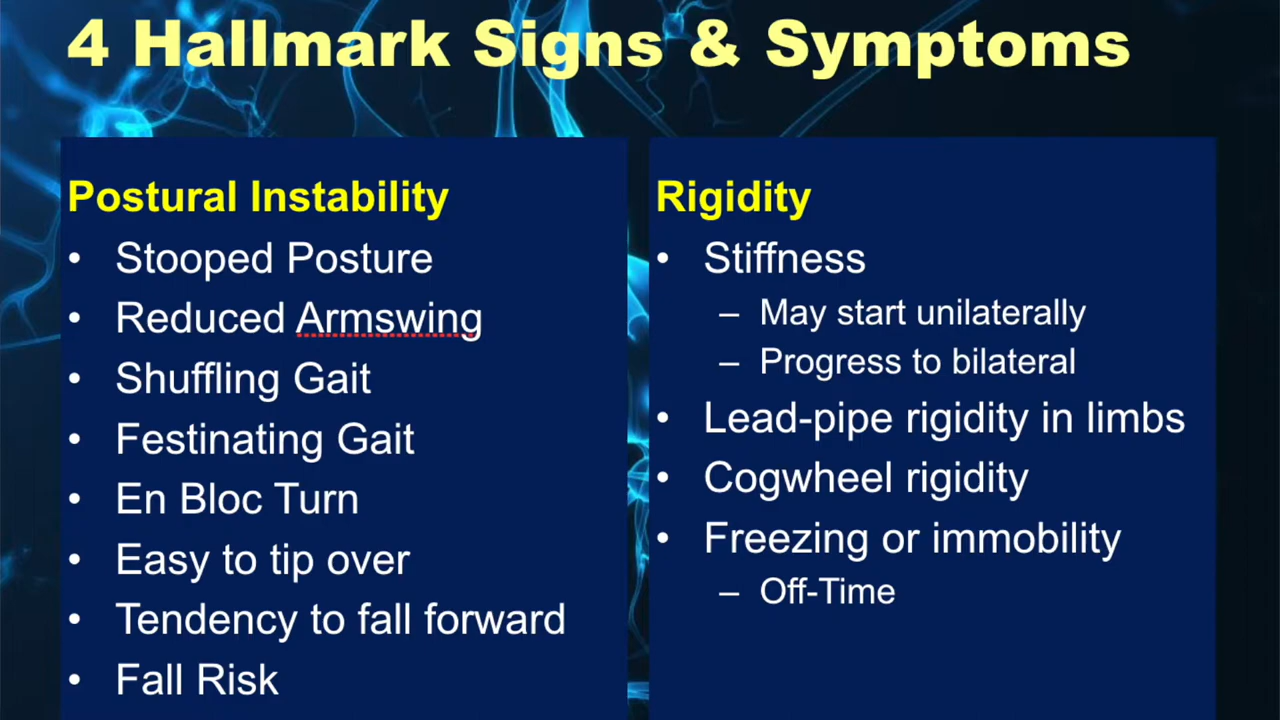 4 Hallmark Signs & Symptoms
Postural Instability
• Stooped Posture
• Reduced Armswing
• Shuffling Gait
• Festinating Gait
• En Bloc Turn
• Easy to tip over
• Tendency to fall forward
• Fall Risk
Rigidity
• Stiffness
– May start unilaterally
– Progress to bilateral
• Lead-pipe rigidity in limbs
• Cogwheel rigidity
• Freezing or immobility
– Off-Time